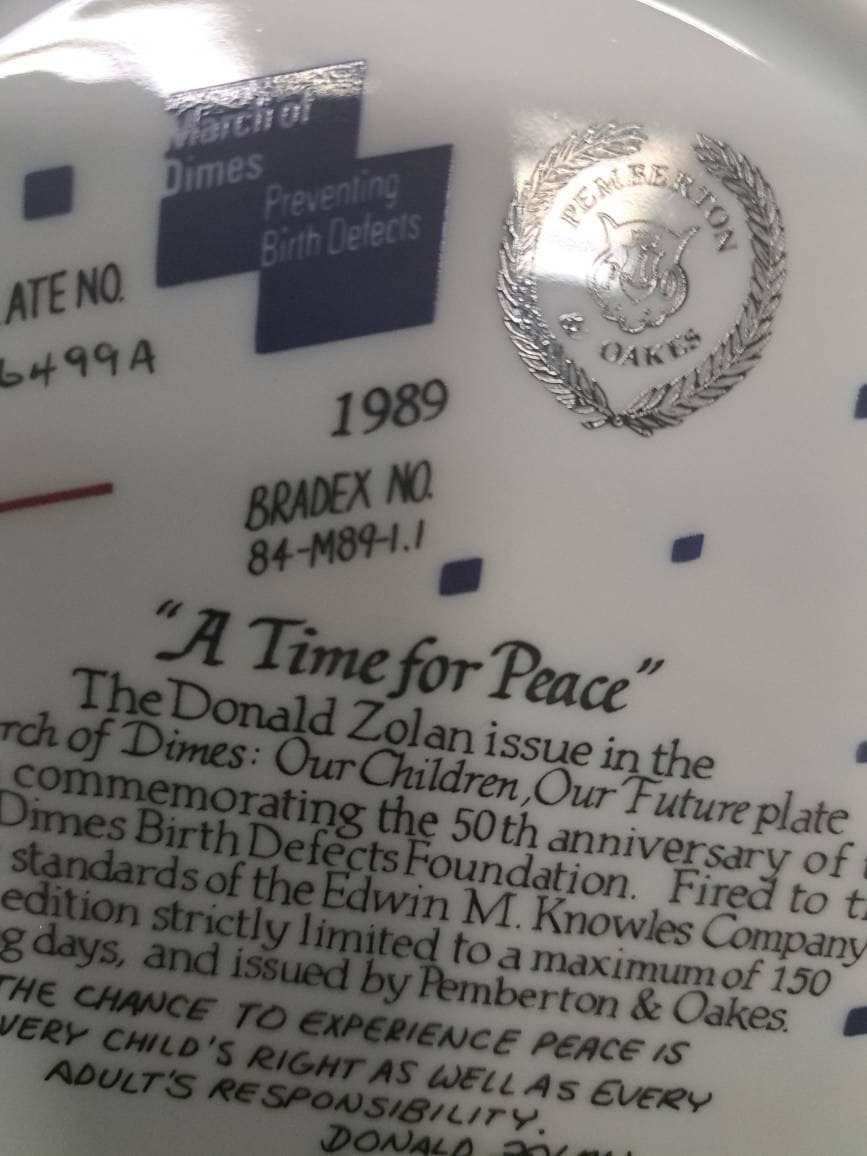 March of
Dimes
Preventing
Birth Defects
PEMBERTON
& OAKES
ATE NO.
6499A
1989
BRADEX NO.
84-M89-1.1
"A Time for Peace"
The Donald Zolan issue in the
rch of Dimes: Our Children, Our Future plate
commemorating the 50th anniversary of
Dimes Birth Defects Foundation. Fired to t
standards of the Edwin M. Knowles Company
edition strictly limited to a maximum of 150
g days, and issued by Pemberton & Oakes.
THE CHANCE TO EXPERIENCE PEACE IS
VERY CHILD'S RIGHT AS WELL AS EVERY
ADULT'S RESPONSIBILITY.
DONALD